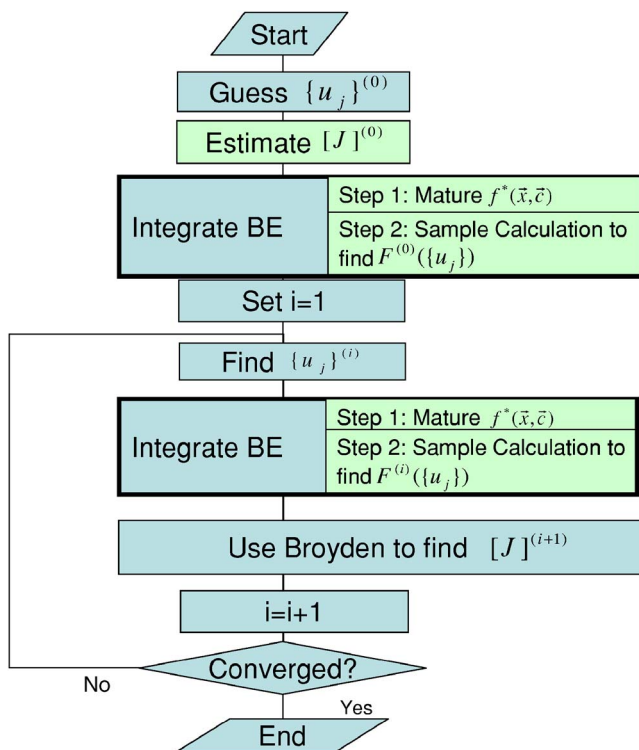 Start
Guess {u_j}^(0)
Estimate [J]^(0)
Integrate BE
Step 1: Mature f*(x⃗,c⃗)
Step 2: Sample Calculation to
find F^(0)({u_j})
Set i=1
Find {u_j}^(i)
Integrate BE
Step 1: Mature f*(x⃗,c⃗)
Step 2: Sample Calculation to
find F^(i)({u_j})
Use Broyden to find [J]^(i+1)
i=i+1
Converged?
No
Yes
End